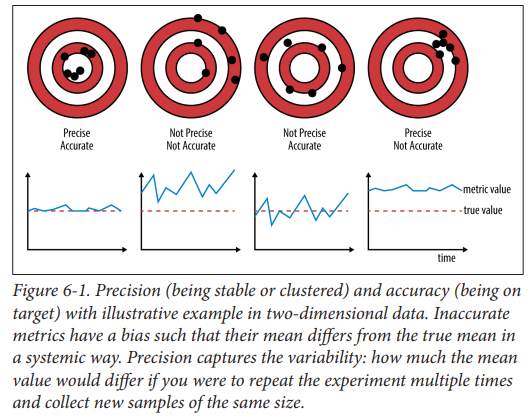 Precise
Accurate
Not Precise
Not Accurate
Not Precise
Accurate
Precise
Not Accurate
metric value
true value
time
Figure 6-1. Precision (being stable or clustered) and accuracy (being on
target) with illustrative example in two-dimensional data. Inaccurate
metrics have a bias such that their mean differs from the true mean in
a systemic way. Precision captures the variability: how much the mean
value would differ if you were to repeat the experiment multiple times
and collect new samples of the same size.